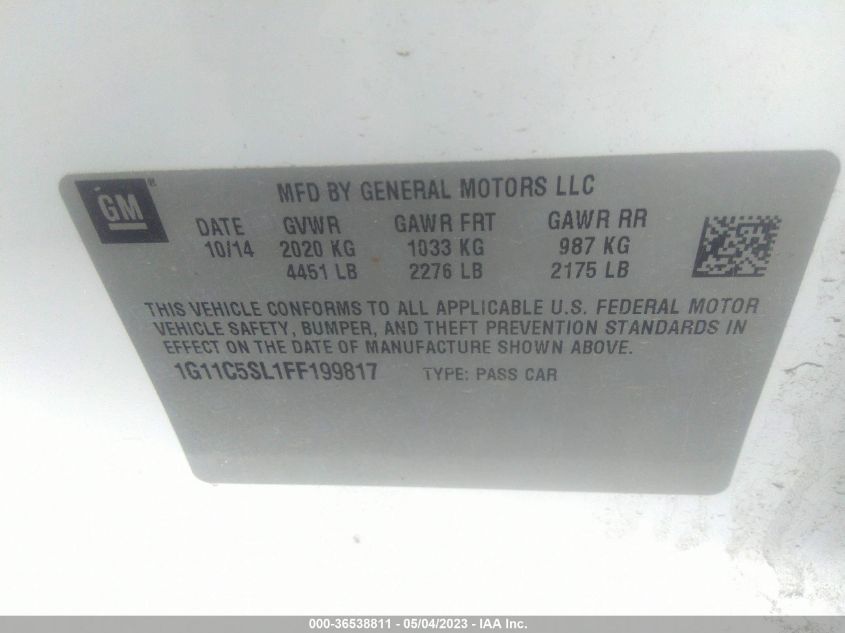 GM®
MFD BY GENERAL MOTORS LLC
DATE GVWR GAWR FRT GAWR RR
10/14 2020 KG 1033 KG 987 KG
4451 LB 2276 LB 2175 LB
THIS VEHICLE CONFORMS TO ALL APPLICABLE U.S. FEDERAL MOTOR
VEHICLE SAFETY, BUMPER, AND THEFT PREVENTION STANDARDS IN
EFFECT ON THE DATE OF MANUFACTURE SHOWN ABOVE.
1G11C5SL1FF199817 TYPE: PASS CAR
000-36538811 - 05/04/2023 - IAA Inc.